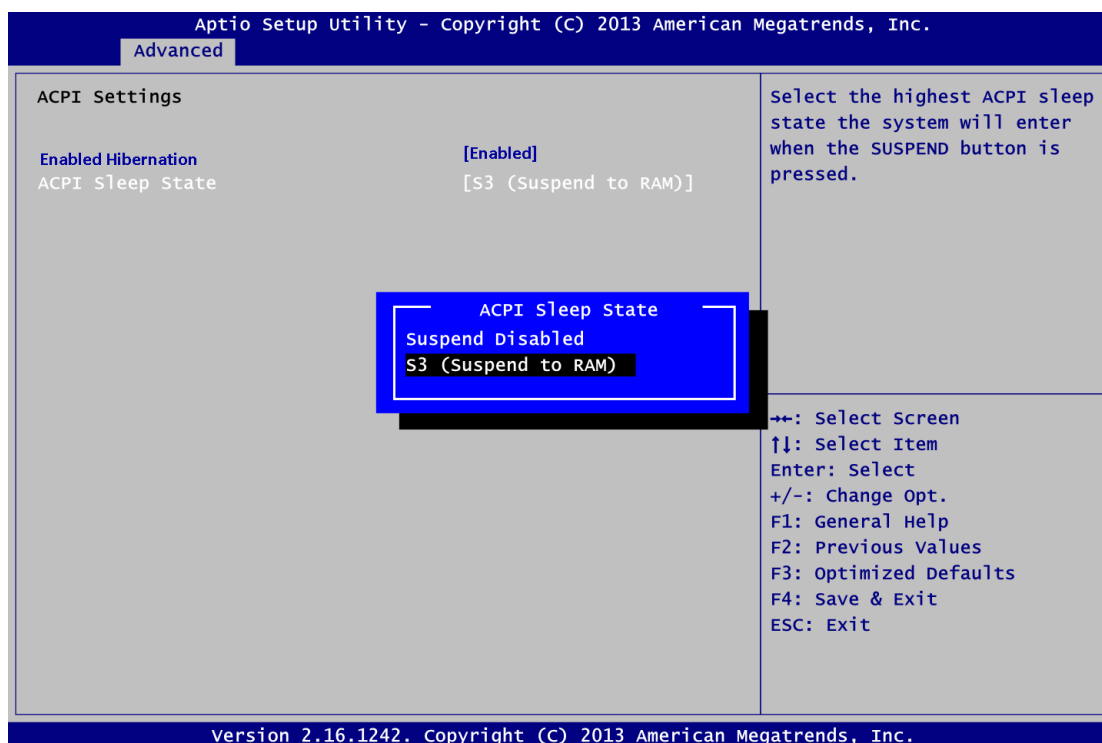 Aptio Setup Utility - Copyright (C) 2013 American Megatrends, Inc.
Advanced
ACPI Settings
Enabled Hibernation [Enabled]
ACPI Sleep State [S3 (Suspend to RAM)]
ACPI Sleep State
Suspend Disabled
S3 (Suspend to RAM)
Select the highest ACPI sleep
state the system will enter
when the SUSPEND button is
pressed.
→←: Select Screen
↑↓: Select Item
Enter: Select
+/-: Change Opt.
F1: General Help
F2: Previous Values
F3: Optimized Defaults
F4: Save & Exit
ESC: Exit
Version 2.16.1242. Copyright (C) 2013 American Megatrends, Inc.